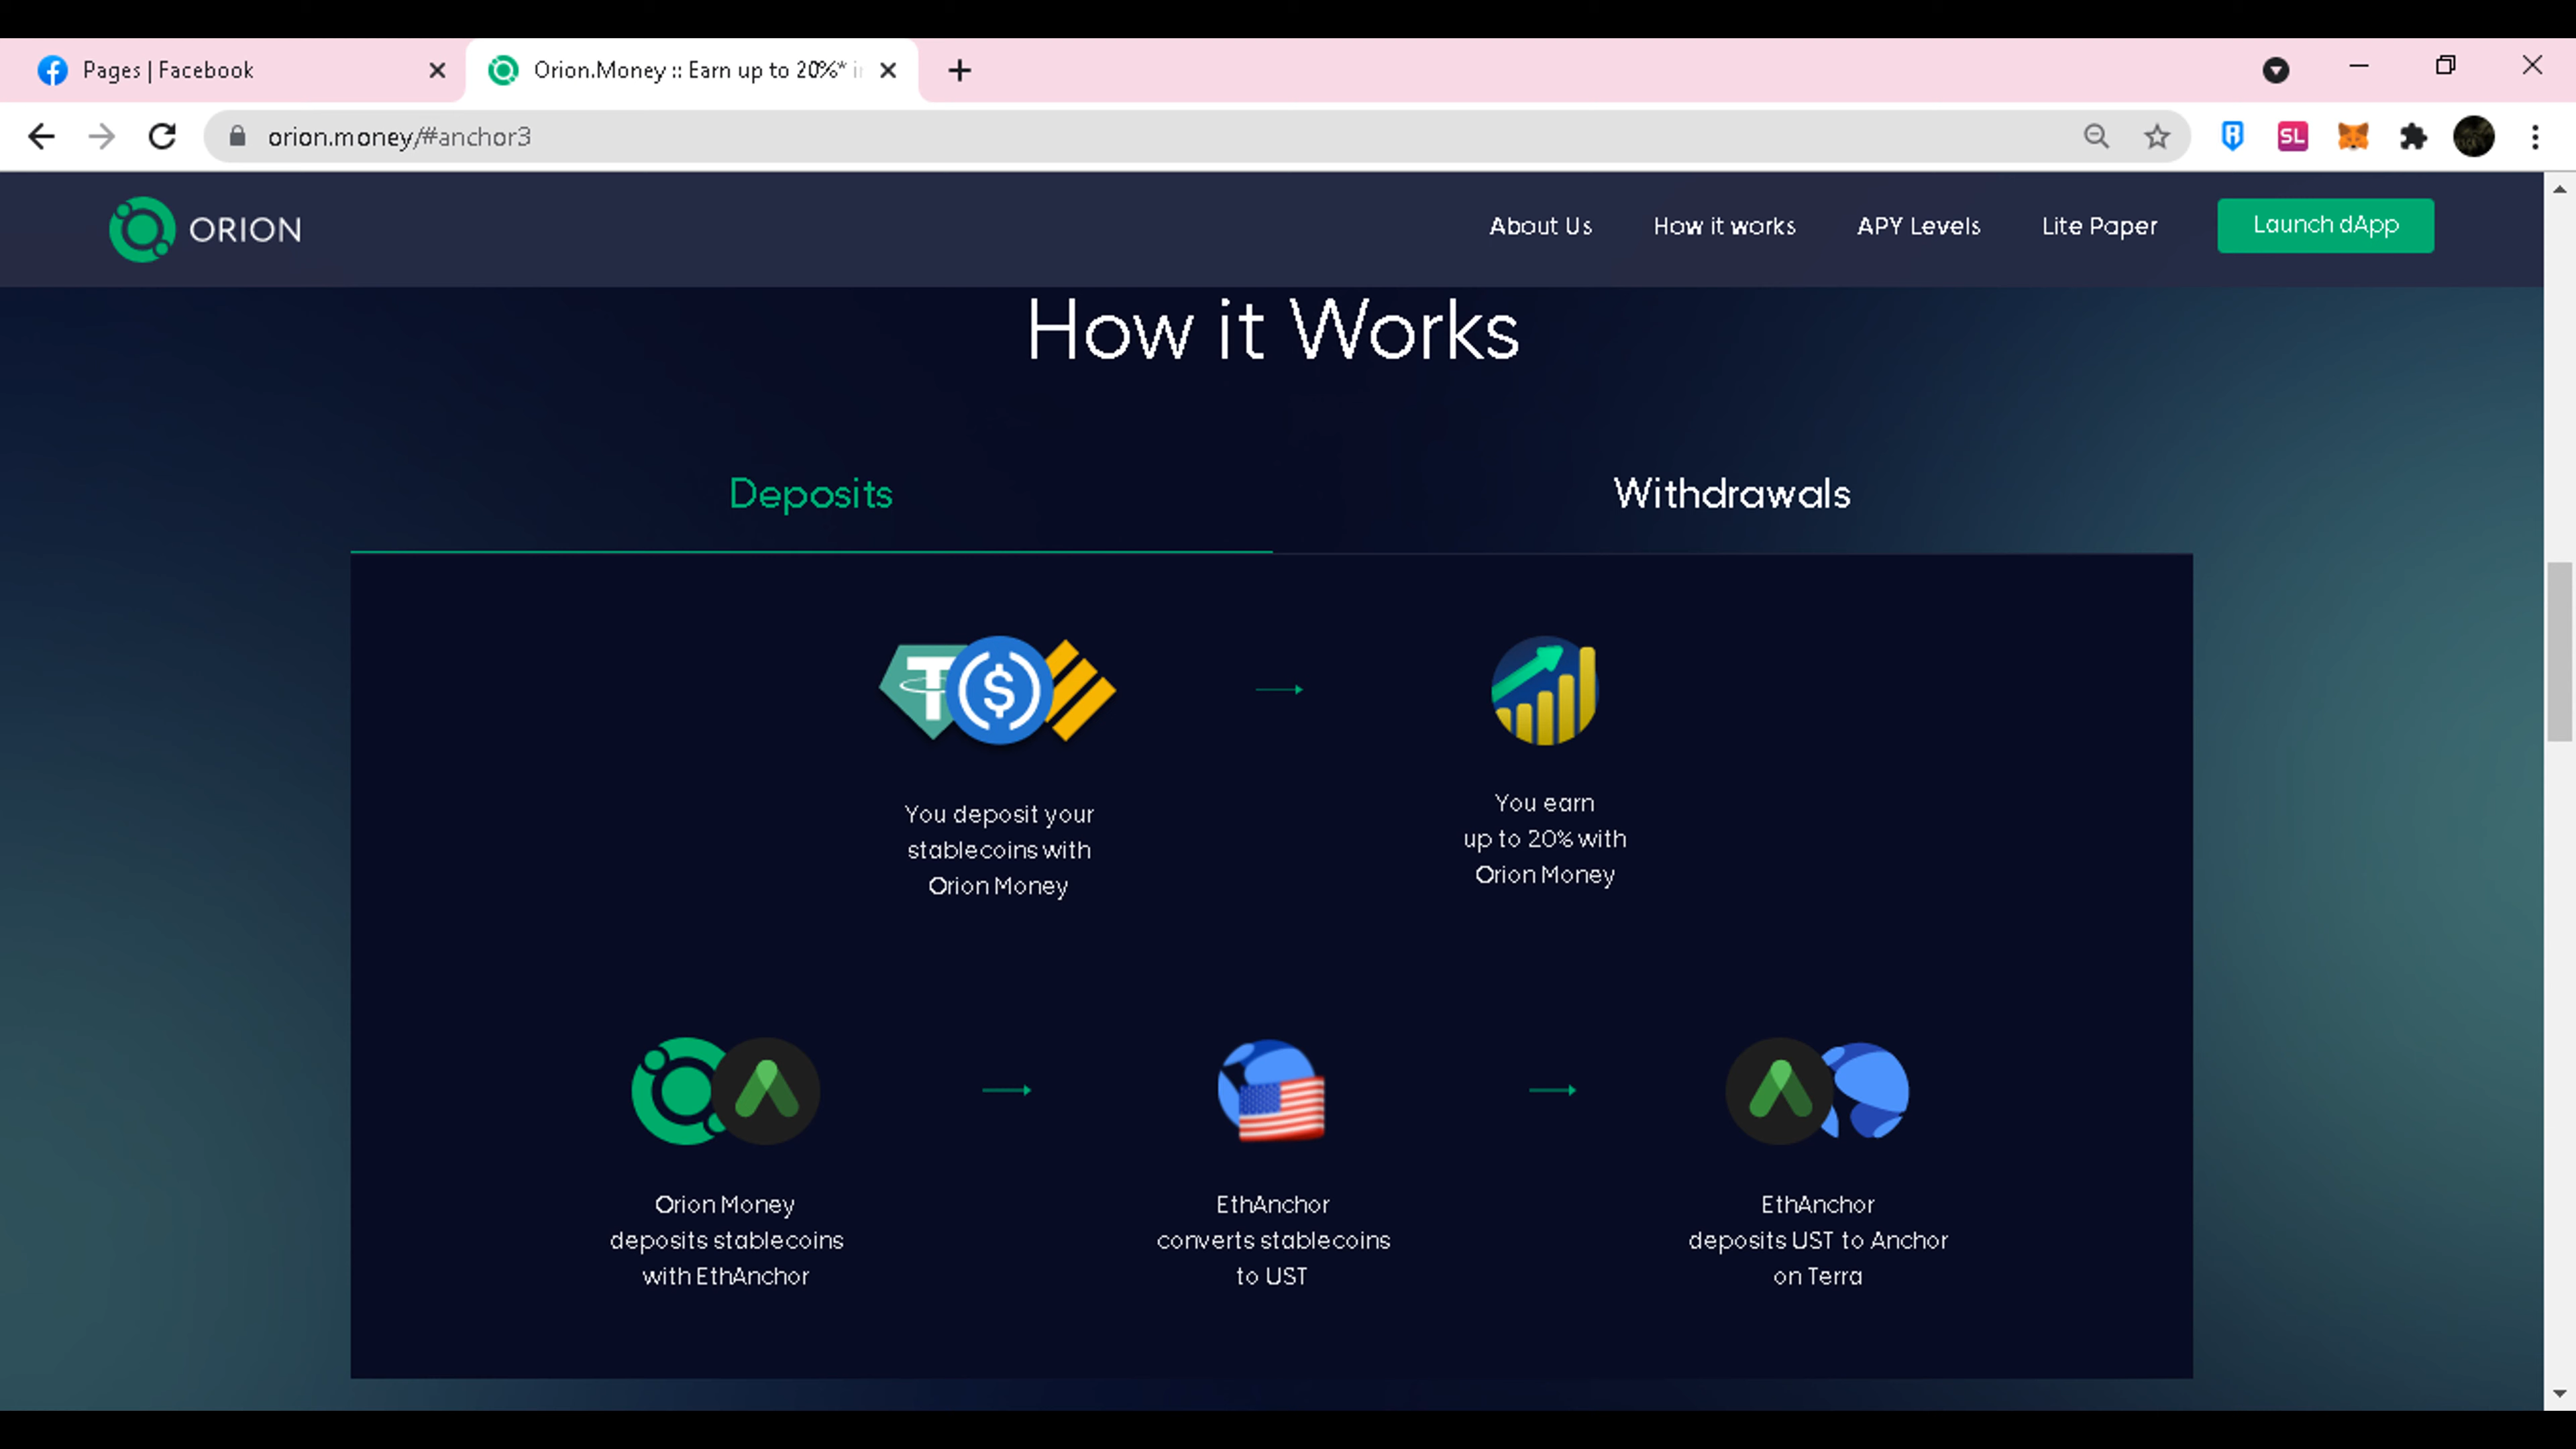 Pages | Facebook
Orion.Money :: Earn up to 20%* i
orion.money/#anchor3
SL
ORION
About Us
How it works
APY Levels
Lite Paper
Launch dApp
How it Works
Deposits
Withdrawals
You deposit your
stablecoins with
Orion Money
You earn
up to 20% with
Orion Money
Orion Money
deposits stablecoins
with EthAnchor
EthAnchor
converts stablecoins
to UST
EthAnchor
deposits UST to Anchor
on Terra